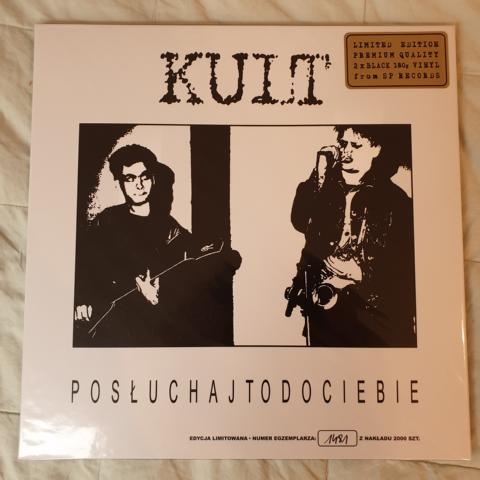 KULT
LIMITED EDITION
PREMIUM QUALITY
2 x BLACK 180g VINYL
from SP RECORDS
POSŁUCHAJTODOCIEBIE
EDYCJA LIMITOWANA • NUMER EGZEMPLARZA: 1481 Z NAKŁADU 2000 SZT.